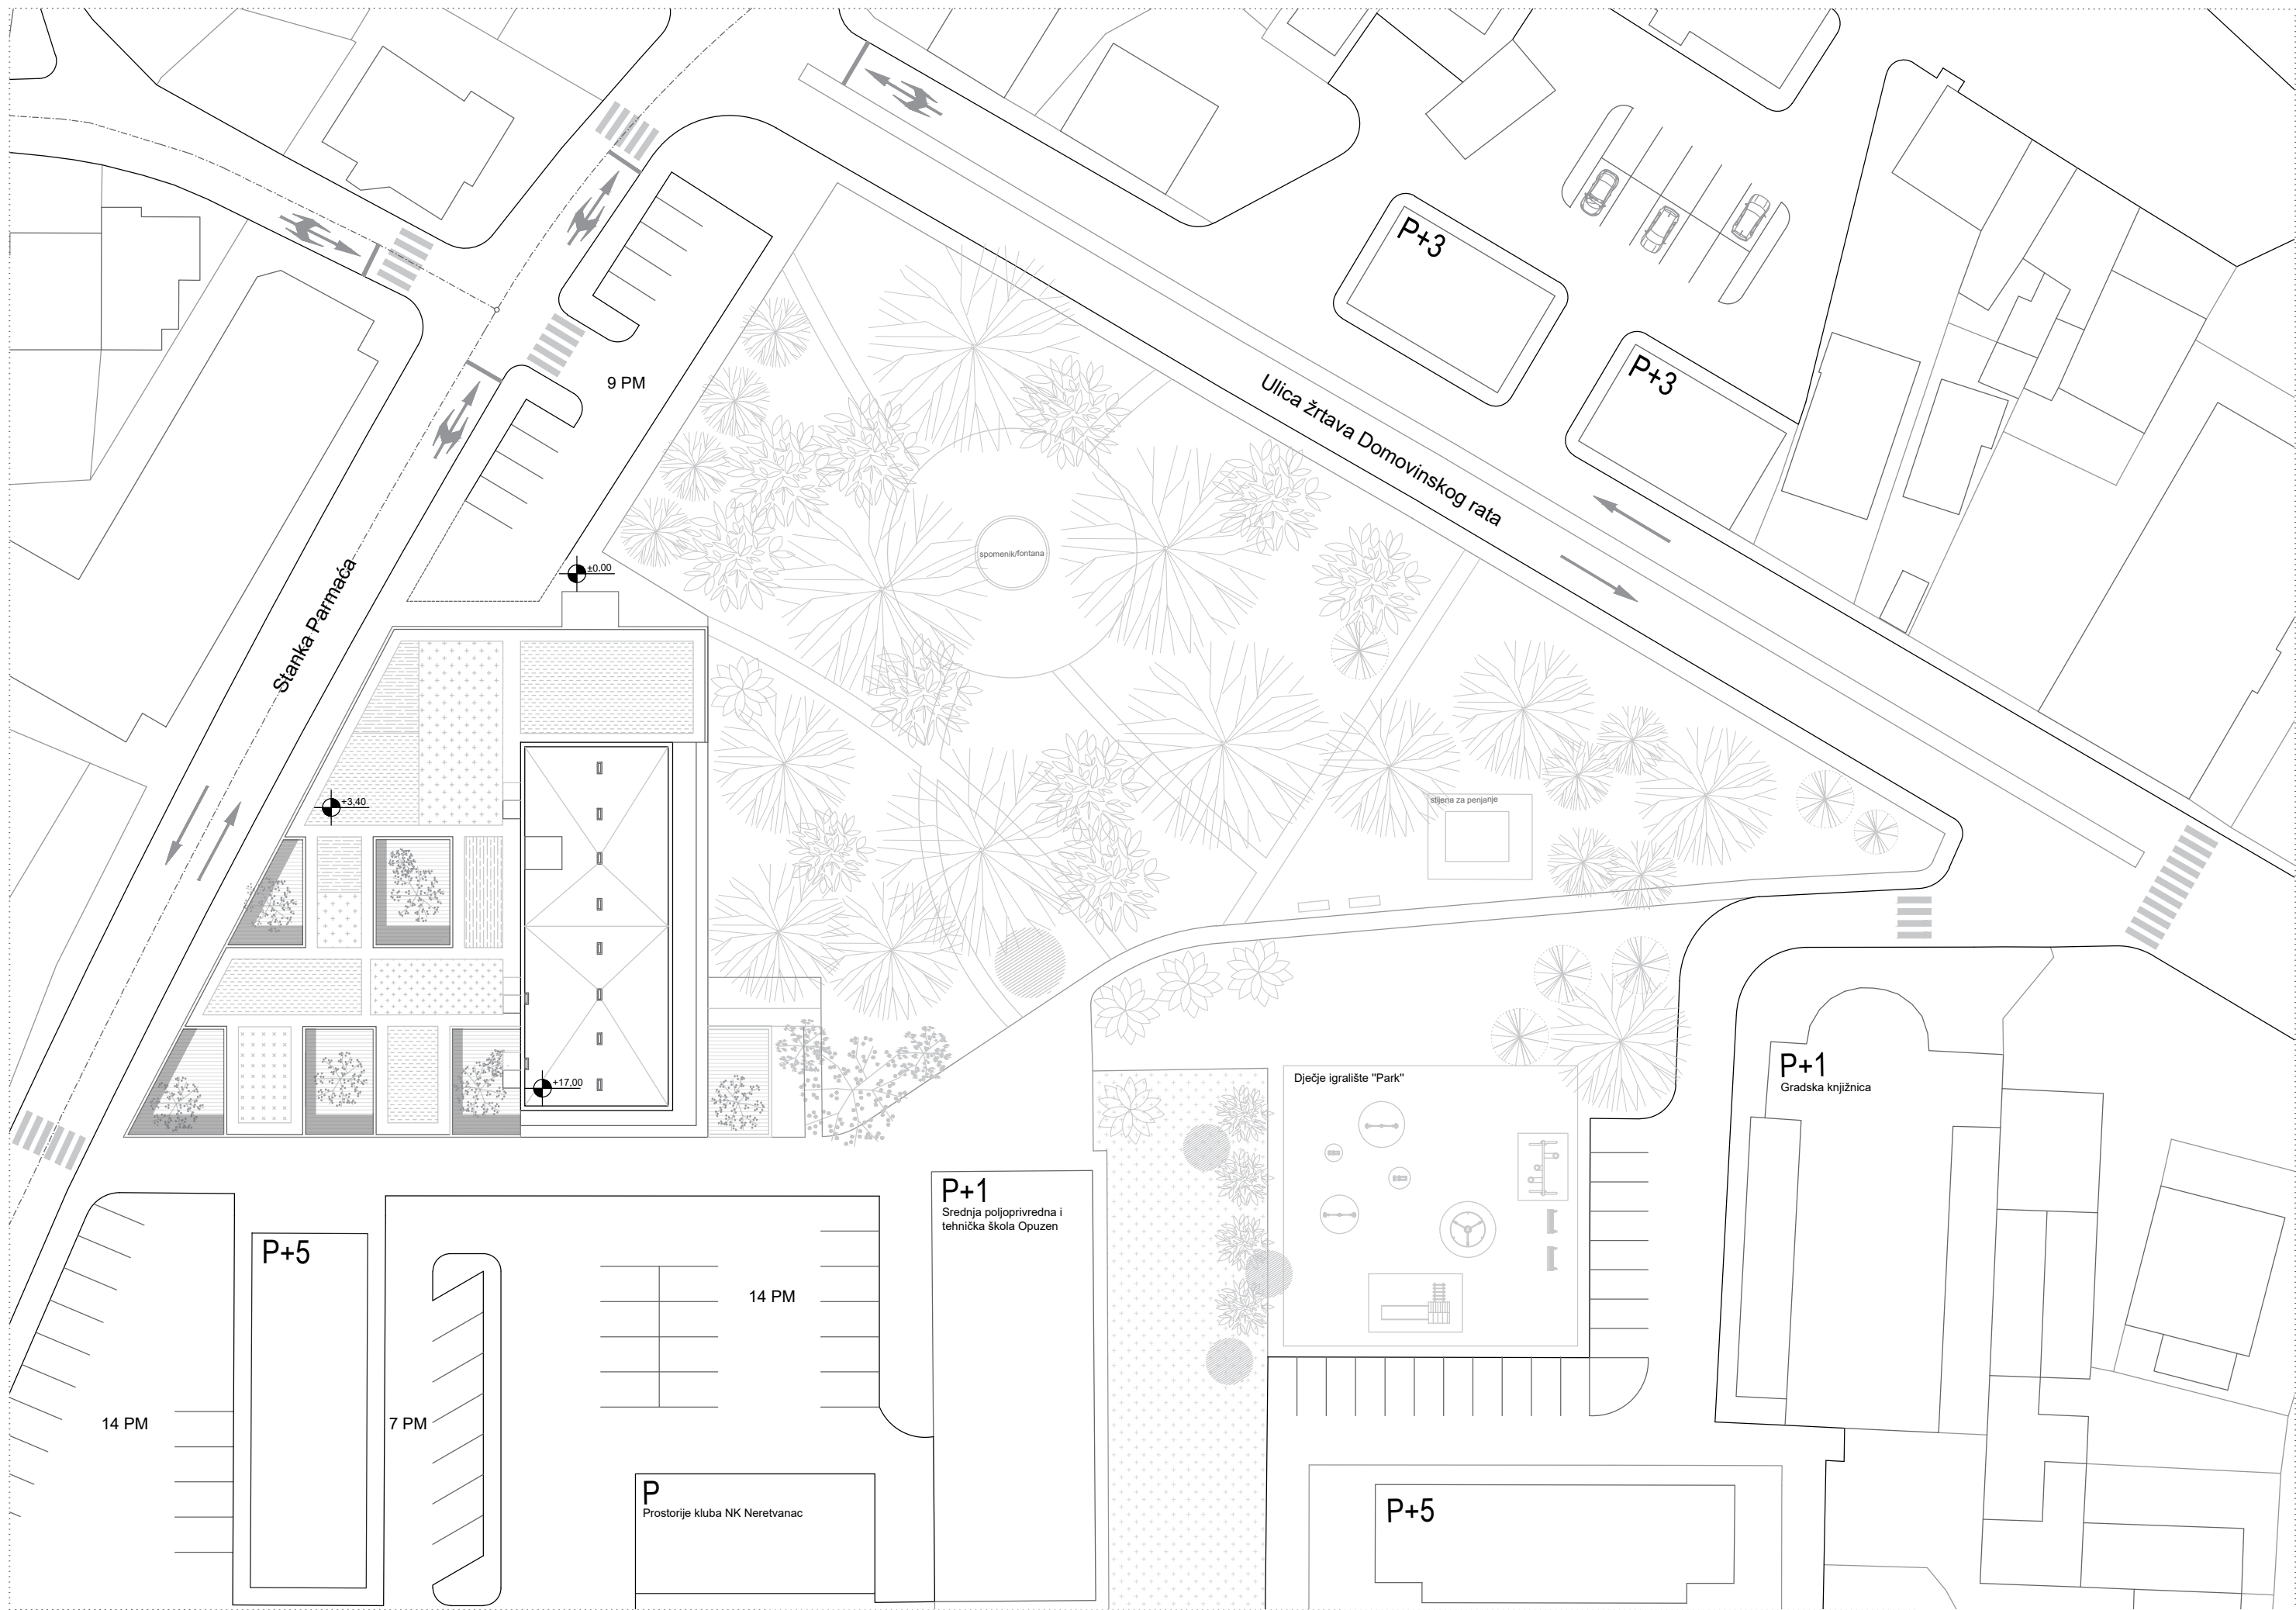 P+3
P+3
9 PM
Ulica žrtava Domovinskog rata
spomenik/fontana
±0.00
Stanka Parmaća
+3,40
stijena za penjanje
+17,00
Dječje igralište "Park"
P+1
Gradska knjižnica
P+1
Srednja poljoprivredna i
tehnička škola Opuzen
P+5
14 PM
14 PM
7 PM
P
Prostorije kluba NK Neretvanac
P+5